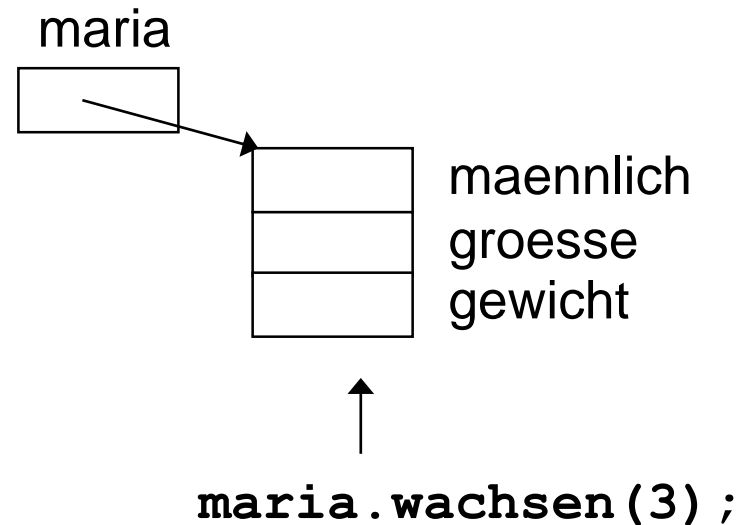 maria
maennlich
groesse
gewicht
maria.wachsen(3);